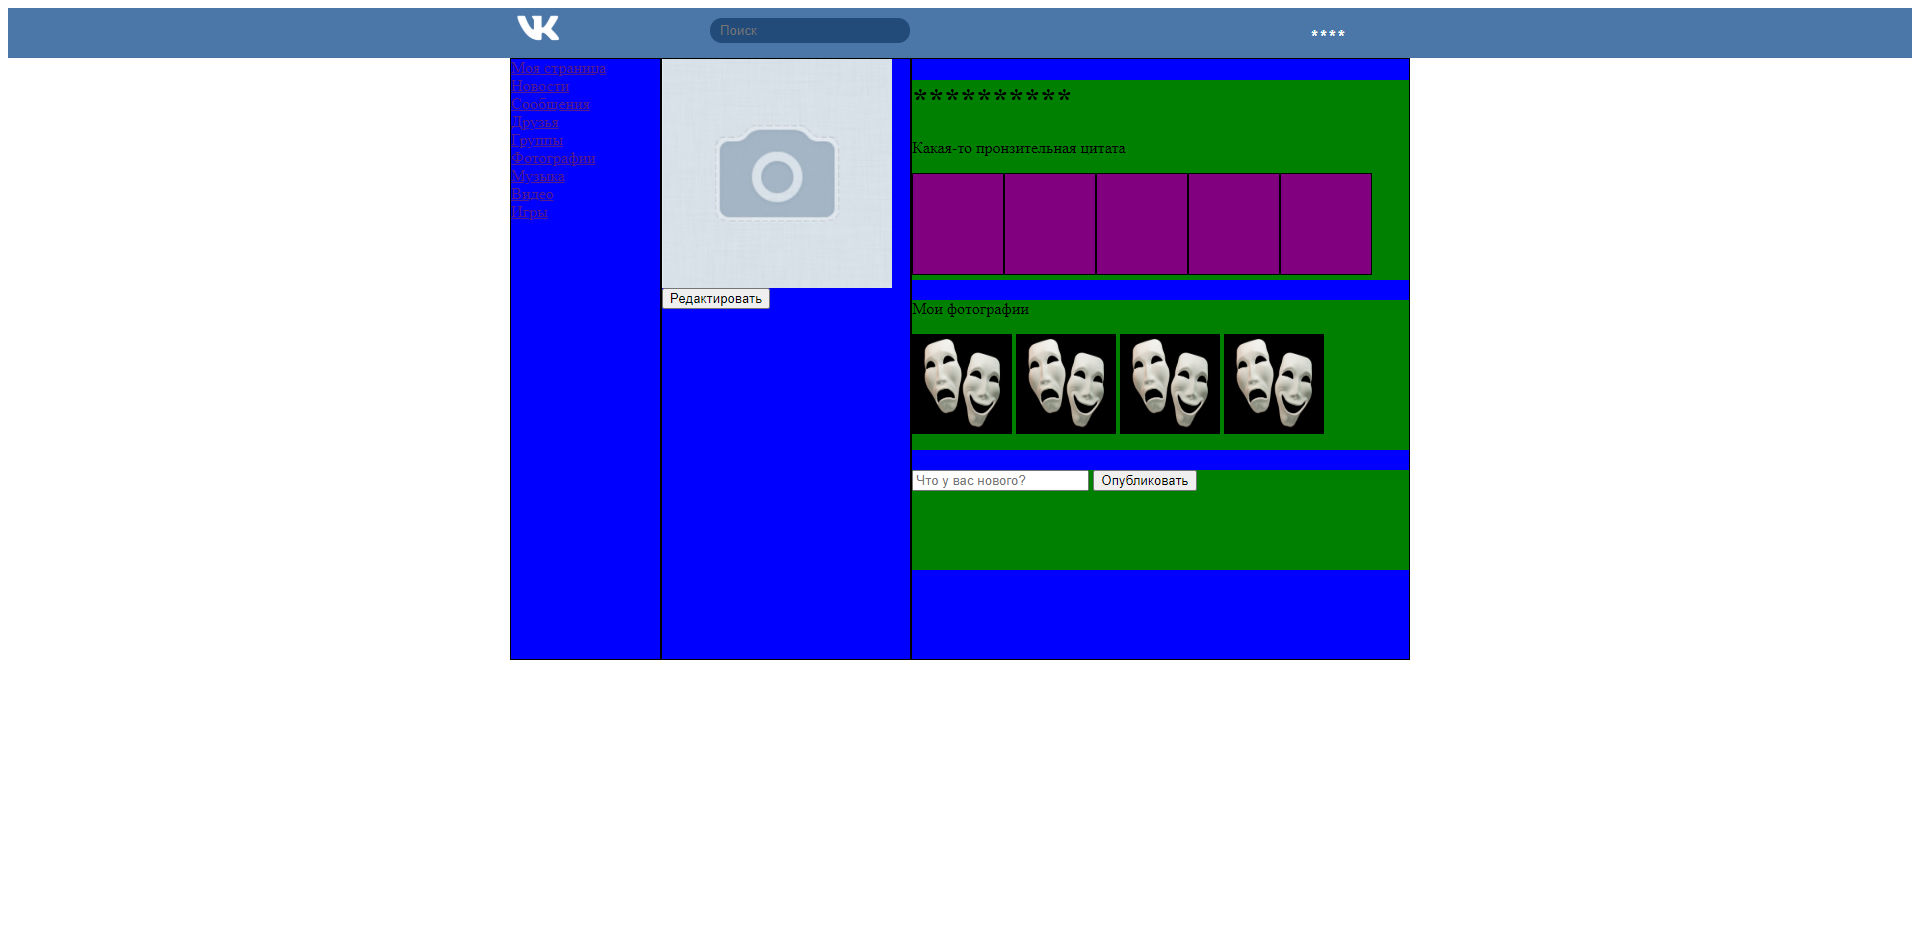 Поиск
****
Моя страница
Новости
Сообщения
Друзья
Группы
Фотографии
Музыка
Видео
Игры
Редактировать
**********
Какая-то пронзительная цитата
Мои фотографии
Что у вас нового? Опубликовать